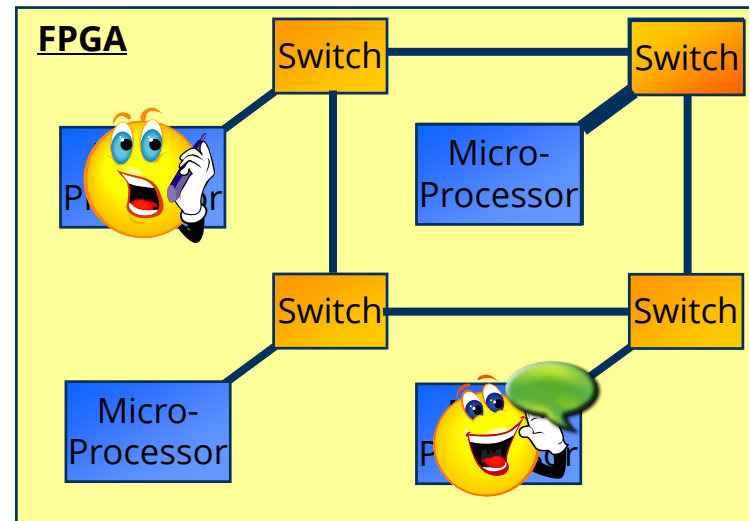 FPGA
Switch
Switch
Micro-
Processor
Switch
Switch
Micro-
Processor